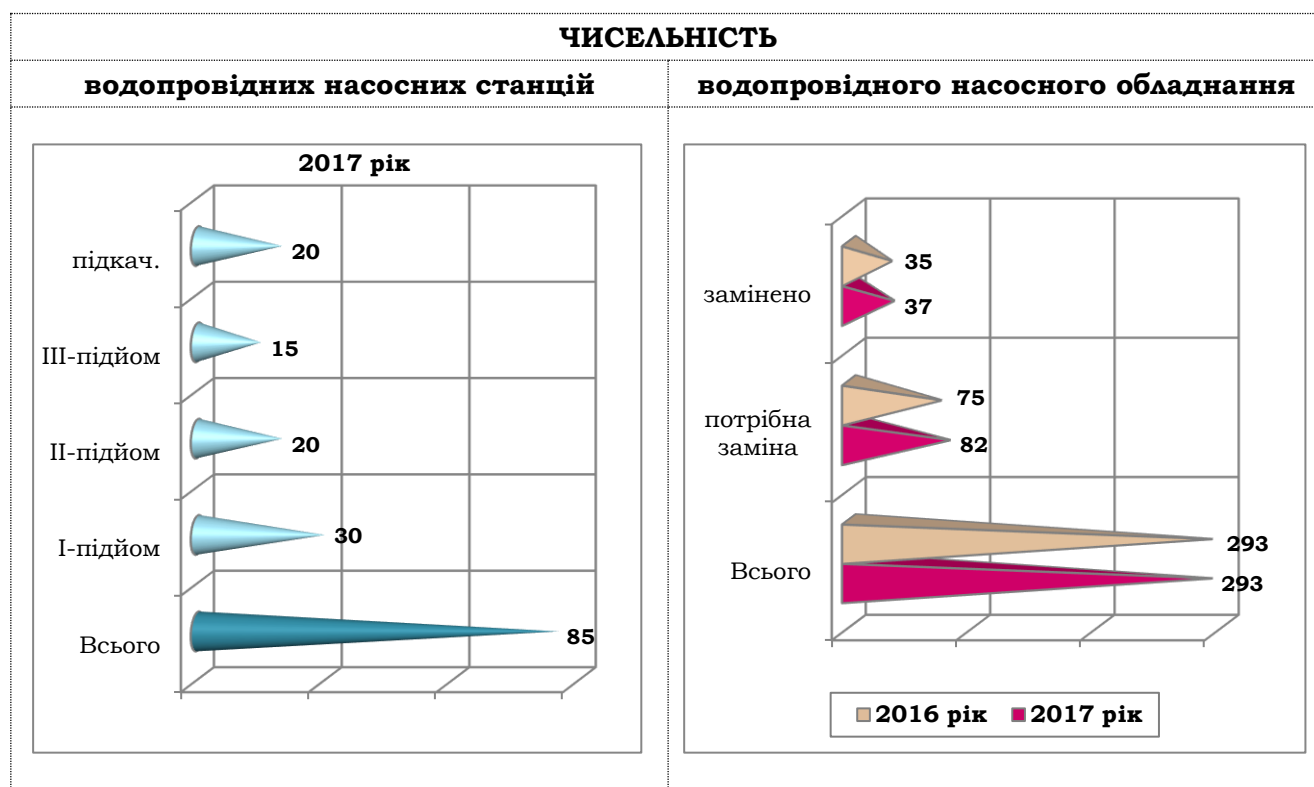 ЧИСЕЛЬНІСТЬ
водопровідних насосних станцій
водопровідного насосного обладнання
2017 рік
підкач.
20
III-підйом
15
II-підйом
20
I-підйом
30
Всього
85
замінено
35
37
потрібна
заміна
75
82
Всього
293
293
2016 рік
2017 рік